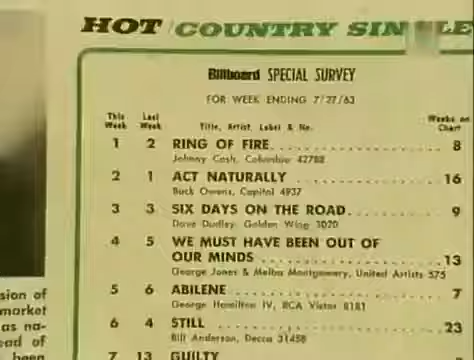 HOT COUNTRY SINGLE
Billboard SPECIAL SURVEY
FOR WEEK ENDING 7/27/63
This Week Last Week Title, Artist, Label & No. Weeks on Chart
1 2 RING OF FIRE 8
Johnny Cash, Columbia 42788
2 1 ACT NATURALLY 16
Buck Owens, Capitol 4937
3 3 SIX DAYS ON THE ROAD 9
Dave Dudley, Golden Wing 3020
4 5 WE MUST HAVE BEEN OUT OF
OUR MINDS 13
George Jones & Melba Montgomery, United Artists 575
5 6 ABILENE 7
George Hamilton IV, RCA Victor 8181
6 4 STILL 23
Bill Anderson, Decca 31458
7 13 GUILTY
sion of
market
as na-
ead of
been